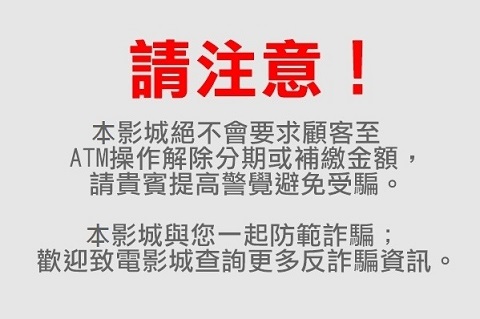 請注意！
本影城絕不會要求顧客至
ATM操作解除分期或補繳金額，
請貴賓提高警覺避免受騙。
本影城與您一起防範詐騙；
歡迎致電影城查詢更多反詐騙資訊。